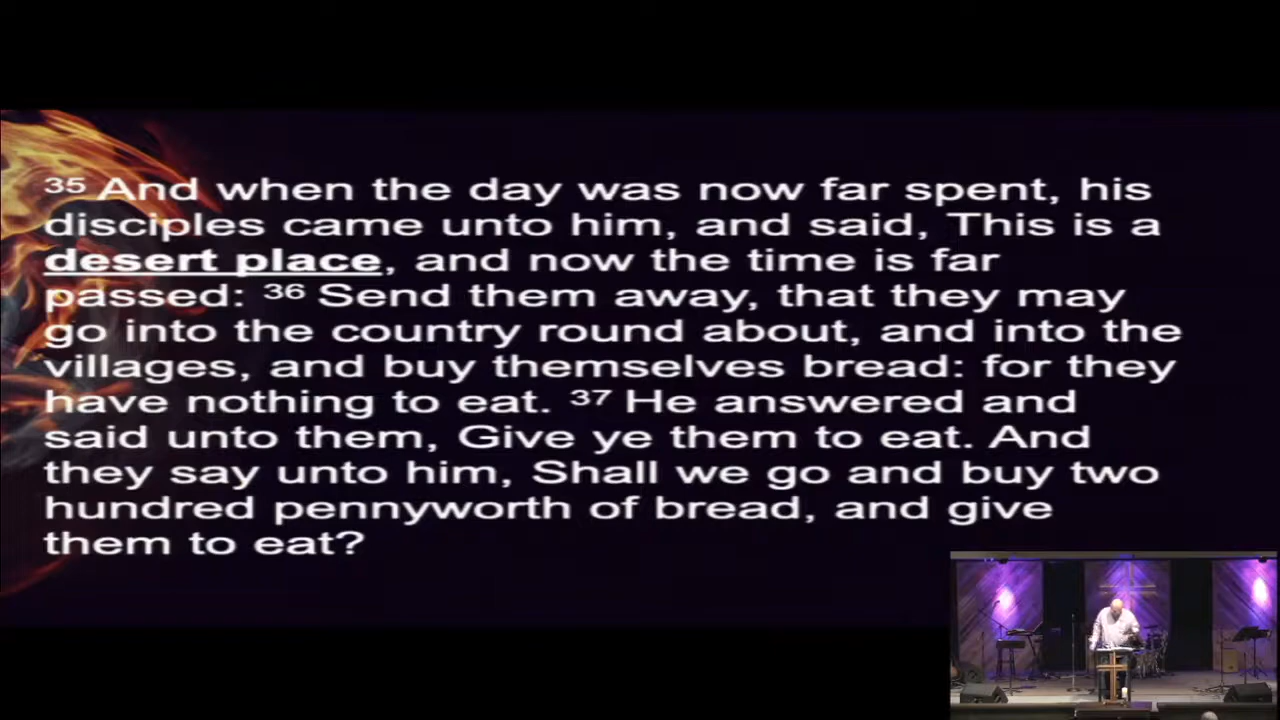 35 And when the day was now far spent, his
disciples came unto him, and said, This is a
desert place, and now the time is far
passed: 36 Send them away, that they may
go into the country round about, and into the
villages, and buy themselves bread: for they
have nothing to eat. 37 He answered and
said unto them, Give ye them to eat. And
they say unto him, Shall we go and buy two
hundred pennyworth of bread, and give
them to eat?